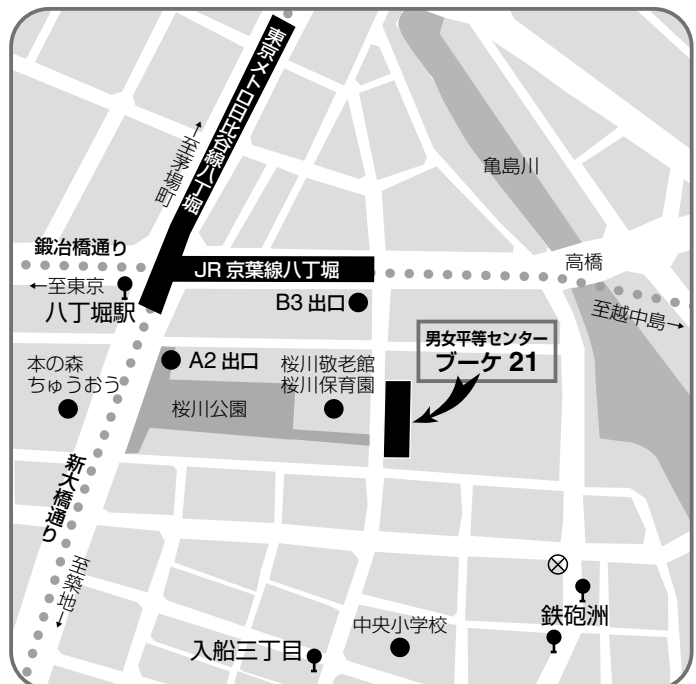 東京メトロ日比谷線八丁堀
←至茅場町
亀島川
鍛冶橋通り
JR 京葉線八丁堀
高橋
←至東京
八丁堀駅
B3 出口
至越中島→
男女平等センター
ブーケ 21
A2 出口
桜川敬老館
桜川保育園
本の森
ちゅうおう
桜川公園
新大橋通り
至築地→
鉄砲洲
中央小学校
入船三丁目